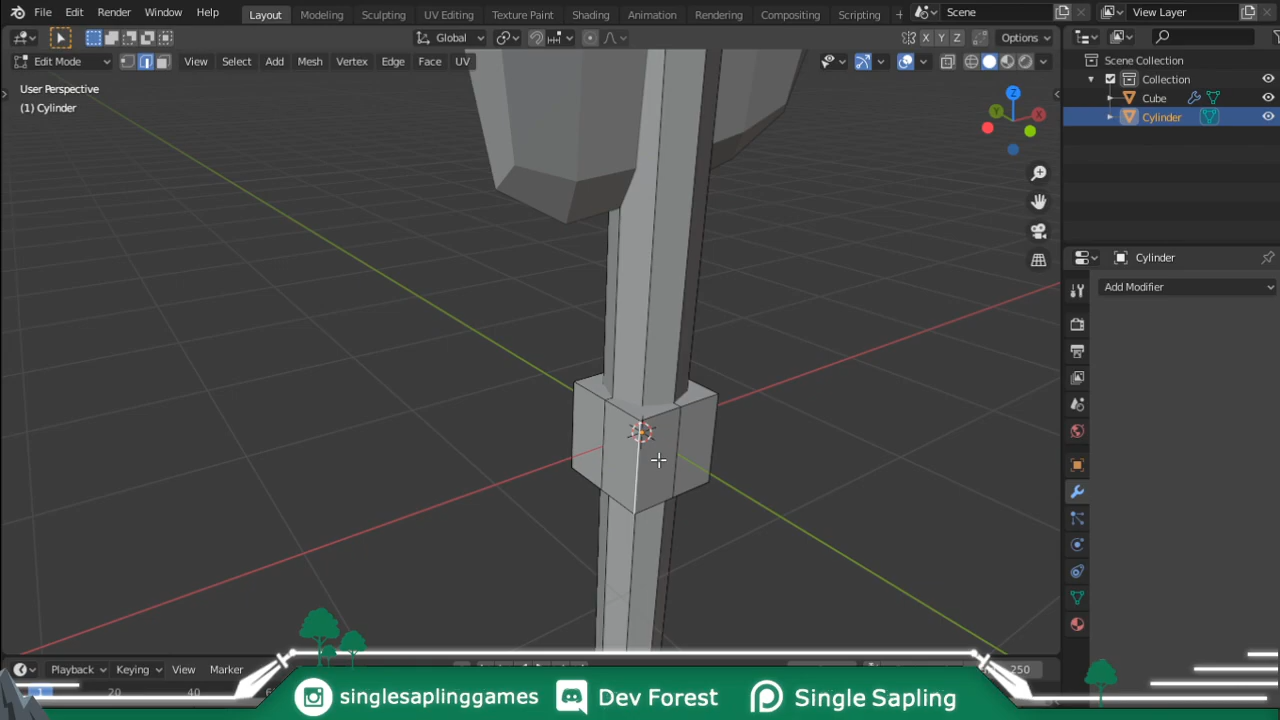 File Edit Render Window Help Layout Modeling Sculpting UV Editing Texture Paint Shading Animation Rendering Compositing Scripting + Scene View Layer
Global X Y Z Options
Edit Mode View Select Add Mesh Vertex Edge Face UV
Scene Collection
Collection
Cube
Cylinder
User Perspective
(1) Cylinder
Z
Y
X
Cylinder
Add Modifier
Playback Keying View Marker 250
1 20 40
singlesaplinggames Dev Forest Single Sapling